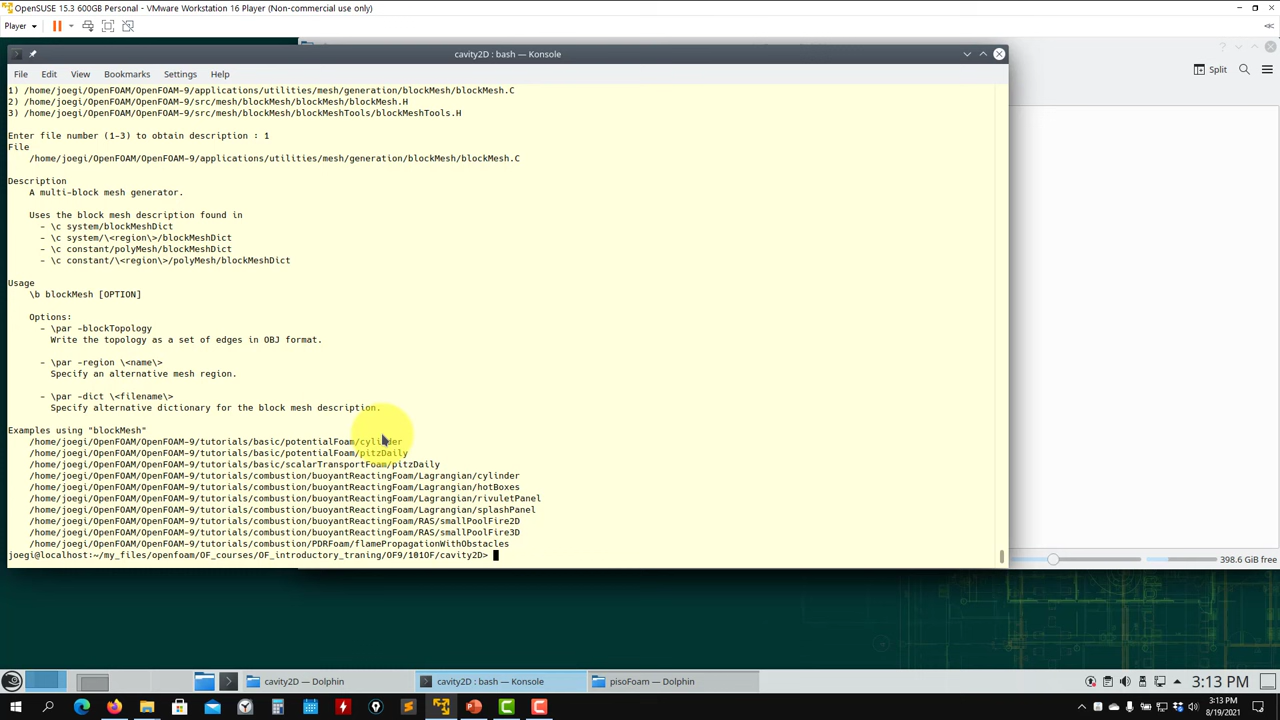 OpenSUSE 15.3 600GB Personal - VMware Workstation 16 Player (Non-commercial use only)
Player
cavity2D : bash — Konsole
File Edit View Bookmarks Settings Help
Split
1) /home/joegi/OpenFOAM/OpenFOAM-9/applications/utilities/mesh/generation/blockMesh/blockMesh.C
2) /home/joegi/OpenFOAM/OpenFOAM-9/src/mesh/blockMesh/blockMesh/blockMesh.H
3) /home/joegi/OpenFOAM/OpenFOAM-9/src/mesh/blockMesh/blockMeshTools/blockMeshTools.H
Enter file number (1-3) to obtain description : 1
File
/home/joegi/OpenFOAM/OpenFOAM-9/applications/utilities/mesh/generation/blockMesh/blockMesh.C
Description
A multi-block mesh generator.
Uses the block mesh description found in
- \c system/blockMeshDict
- \c system/\<region\>/blockMeshDict
- \c constant/polyMesh/blockMeshDict
- \c constant/\<region\>/polyMesh/blockMeshDict
Usage
\b blockMesh [OPTION]
Options:
- \par -blockTopology
Write the topology as a set of edges in OBJ format.
- \par -region \<name\>
Specify an alternative mesh region.
- \par -dict \<filename\>
Specify alternative dictionary for the block mesh description.
Examples using "blockMesh"
/home/joegi/OpenFOAM/OpenFOAM-9/tutorials/basic/potentialFoam/cylinder
/home/joegi/OpenFOAM/OpenFOAM-9/tutorials/basic/potentialFoam/pitzDaily
/home/joegi/OpenFOAM/OpenFOAM-9/tutorials/basic/scalarTransportFoam/pitzDaily
/home/joegi/OpenFOAM/OpenFOAM-9/tutorials/combustion/buoyantReactingFoam/Lagrangian/cylinder
/home/joegi/OpenFOAM/OpenFOAM-9/tutorials/combustion/buoyantReactingFoam/Lagrangian/hotBoxes
/home/joegi/OpenFOAM/OpenFOAM-9/tutorials/combustion/buoyantReactingFoam/Lagrangian/rivuletPanel
/home/joegi/OpenFOAM/OpenFOAM-9/tutorials/combustion/buoyantReactingFoam/Lagrangian/splashPanel
/home/joegi/OpenFOAM/OpenFOAM-9/tutorials/combustion/buoyantReactingFoam/RAS/smallPoolFire2D
/home/joegi/OpenFOAM/OpenFOAM-9/tutorials/combustion/buoyantReactingFoam/RAS/smallPoolFire3D
/home/joegi/OpenFOAM/OpenFOAM-9/tutorials/combustion/PDRFoam/flamePropagationWithObstacles
joegi@localhost:~/my_files/openfoam/OF_courses/OF_introductory_traning/OF9/101OF/cavity2D>
398.6 GiB free
cavity2D — Dolphin
cavity2D : bash — Konsole
pisoFoam — Dolphin
3:13 PM
3:13 PM
8/19/2021